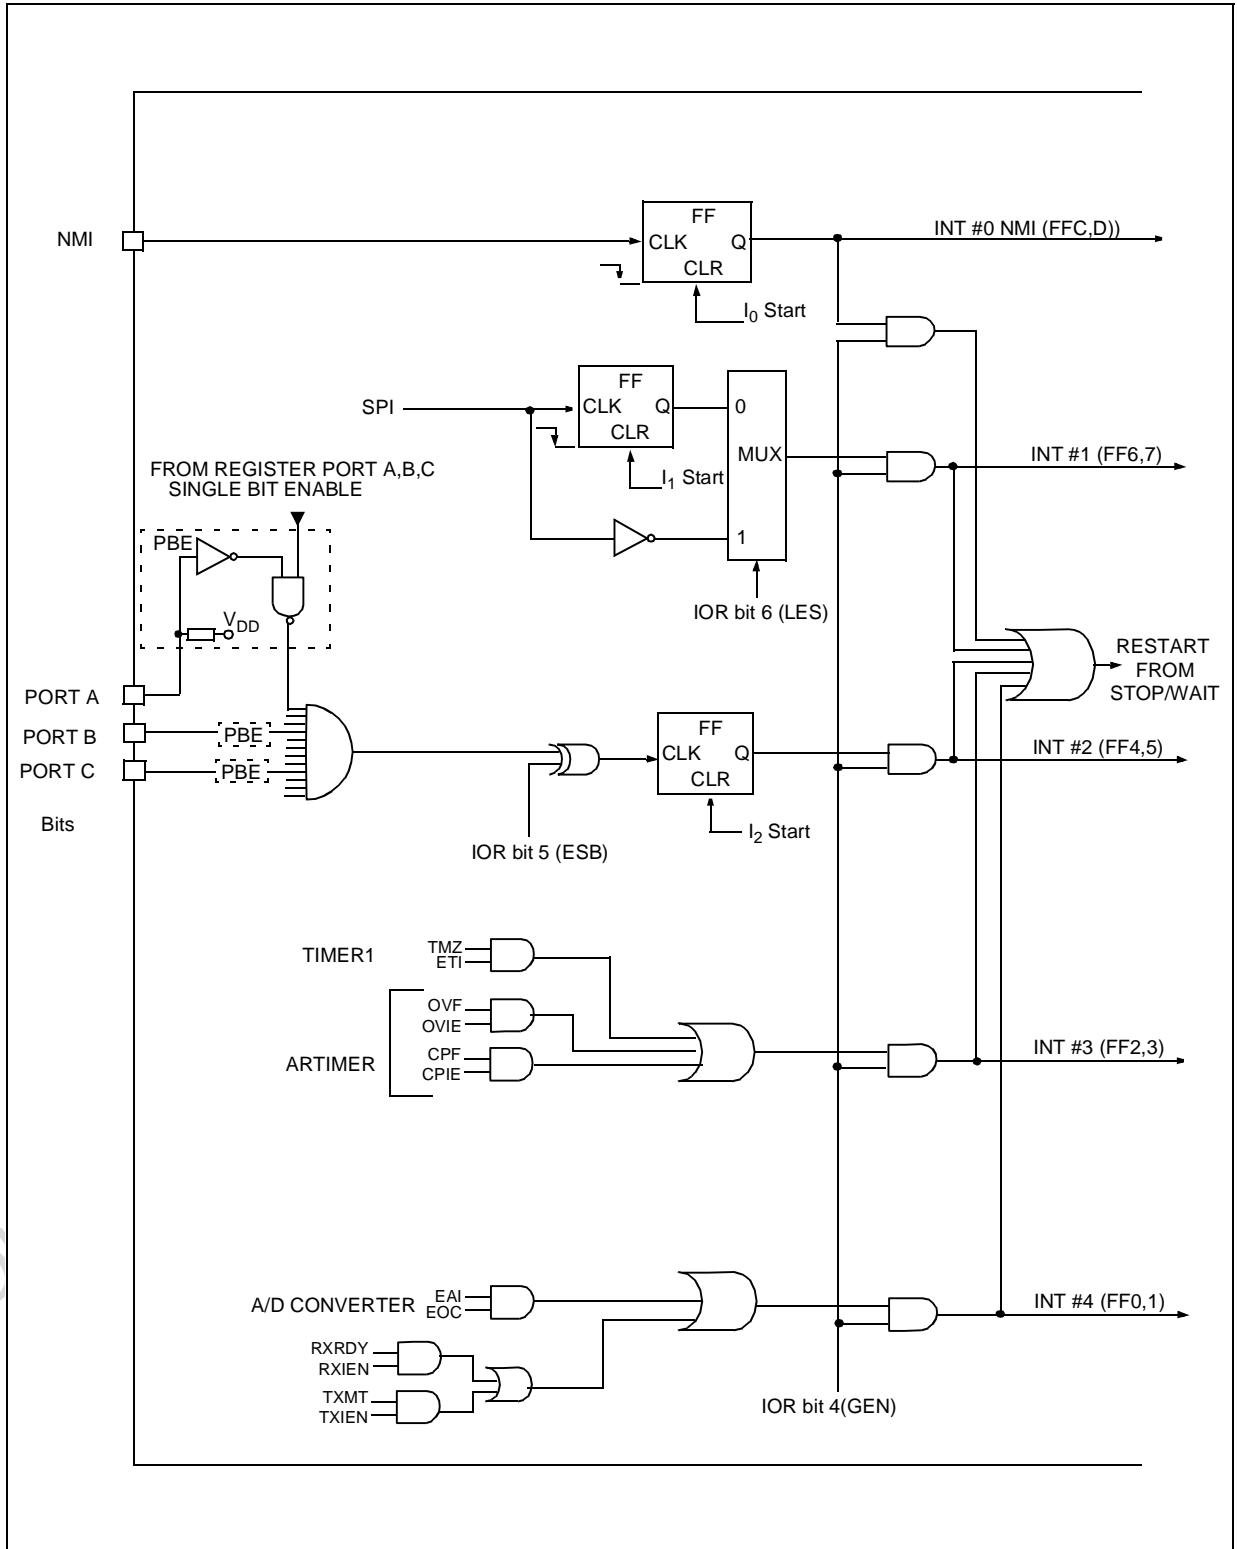 NMI
FF
CLK Q
CLR
I0 Start
INT #0 NMI (FFC,D))
SPI
FF
CLK Q
CLR
I1 Start
0
MUX
1
IOR bit 6 (LES)
INT #1 (FF6,7)
FROM REGISTER PORT A,B,C
SINGLE BIT ENABLE
PBE
VDD
PORT A
PORT B
PBE
PORT C
PBE
Bits
IOR bit 5 (ESB)
FF
CLK Q
CLR
I2 Start
INT #2 (FF4,5)
RESTART
FROM
STOP/WAIT
TIMER1
TMZ
ETI
ARTIMER
OVF
OVIE
CPF
CPIE
INT #3 (FF2,3)
A/D CONVERTER
EAI
EOC
RXRDY
RXIEN
TXMT
TXIEN
INT #4 (FF0,1)
IOR bit 4(GEN)